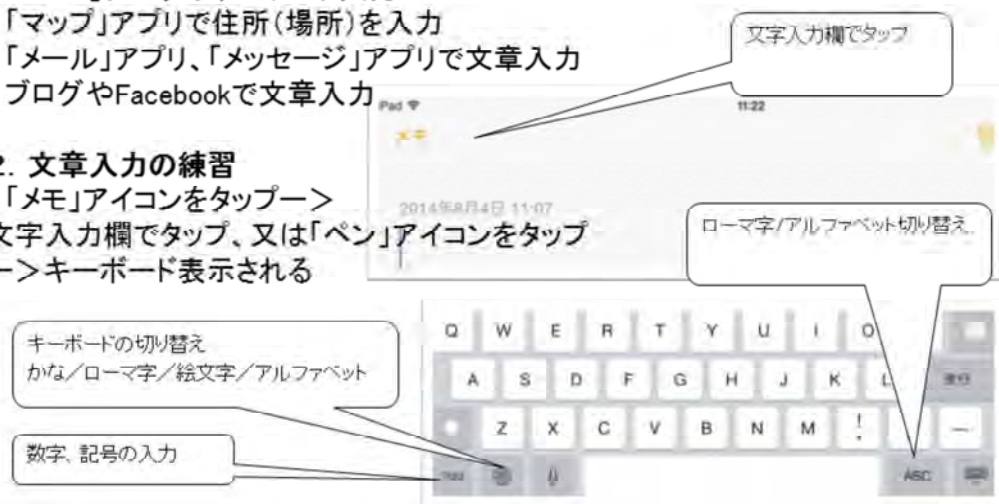 「マップ」アプリで住所(場所)を入力
「メール」アプリ、「メッセージ」アプリで文章入力
ブログやFacebookで文章入力
文字入力欄でタップ
iPad
11:22
メモ
2. 文章入力の練習
「メモ」アイコンをタップー>
2014年8月4日 11:07
文字入力欄でタップ、又は「ペン」アイコンをタップ
ー>キーボード表示される
ローマ字/アルファベット切り替え
キーボードの切り替え
かな/ローマ字/絵文字/アルファベット
数字、記号の入力
Q W E R T Y U I O
A S D F G H J K L 改行
Z X C V B N M ! ー
ABC